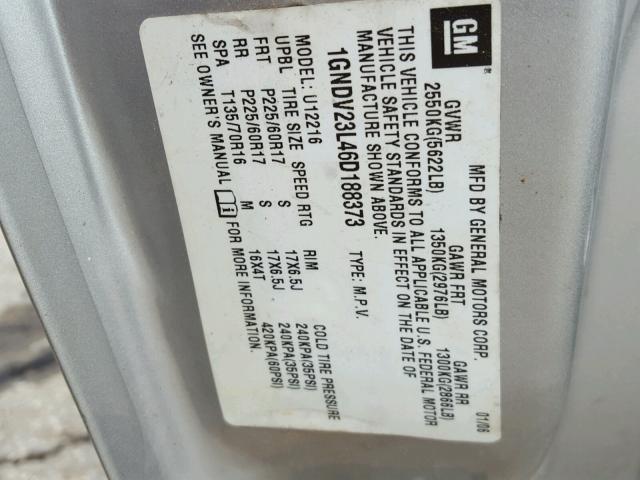 GM
MFD BY GENERAL MOTORS CORP. 01/06
GVWR GAWR FRT GAWR RR
2550KG(5622LB) 1350KG(2976LB) 1300KG(2866LB)
THIS VEHICLE CONFORMS TO ALL APPLICABLE U.S. FEDERAL MOTOR
VEHICLE SAFETY STANDARDS IN EFFECT ON THE DATE OF
MANUFACTURE SHOWN ABOVE.
1GNDV23L46D188373 TYPE: M.P.V.
MODEL: U12216
UPBL TIRE SIZE SPEED RTG RIM COLD TIRE PRESSURE
FRT P225/60R17 S 17X6.5J 240KPA(35PSI)
RR P225/60R17 S 17X6.5J 240KPA(35PSI)
SPA T135/70R16 M 16X4T 420KPA(60PSI)
SEE OWNER'S MANUAL i FOR MORE INFORMATION.